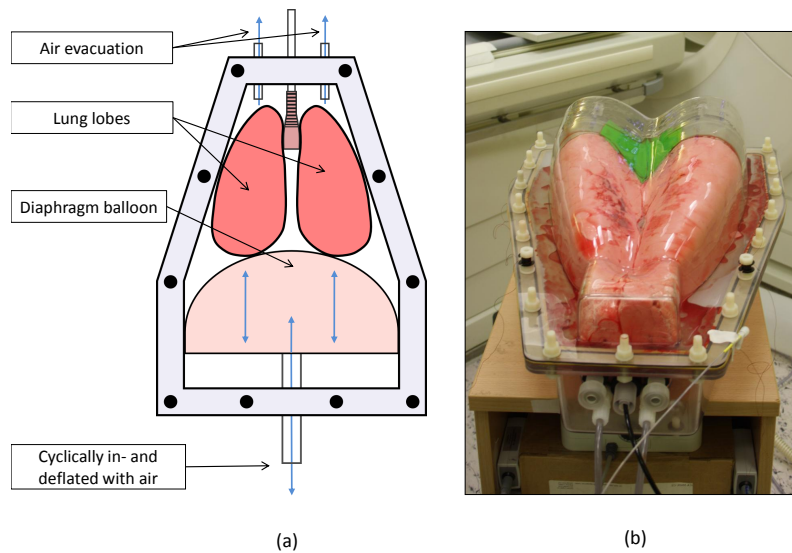 Air evacuation
Lung lobes
Diaphragm balloon
Cyclically in- and
deflated with air
(a)
(b)